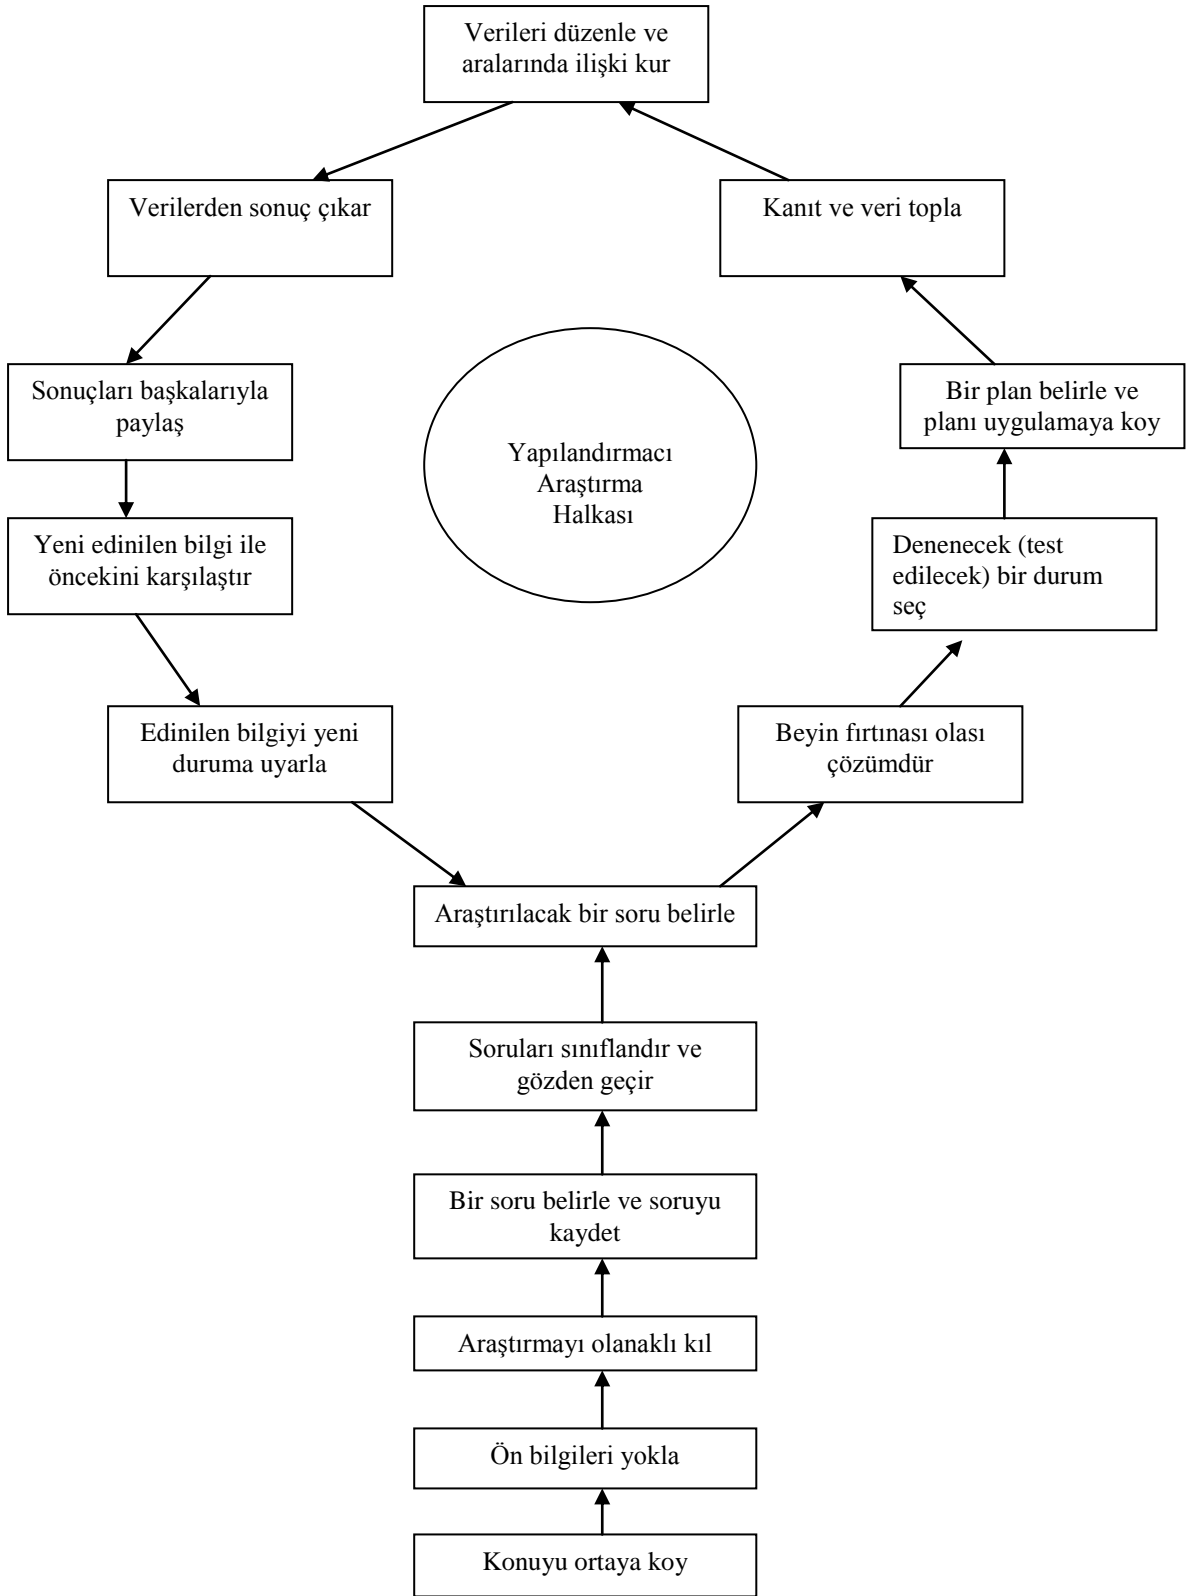 Verileri düzenle ve
aralarında ilişki kur
Verilerden sonuç çıkar
Kanıt ve veri topla
Sonuçları başkalarıyla
paylaş
Bir plan belirle ve
planı uygulamaya koy
Yapılandırmacı
Araştırma
Halkası
Yeni edinilen bilgi ile
öncekini karşılaştır
Denenecek (test
edilecek) bir durum
seç
Edinilen bilgiyi yeni
duruma uyarla
Beyin fırtınası olası
çözümdür
Araştırılacak bir soru belirle
Soruları sınıflandır ve
gözden geçir
Bir soru belirle ve soruyu
kaydet
Araştırmayı olanaklı kıl
Ön bilgileri yokla
Konuyu ortaya koy